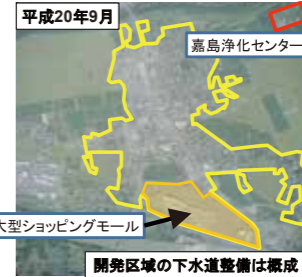 平成20年9月
嘉島浄化センター
大型ショッピングモール
開発区域の下水道整備は概成